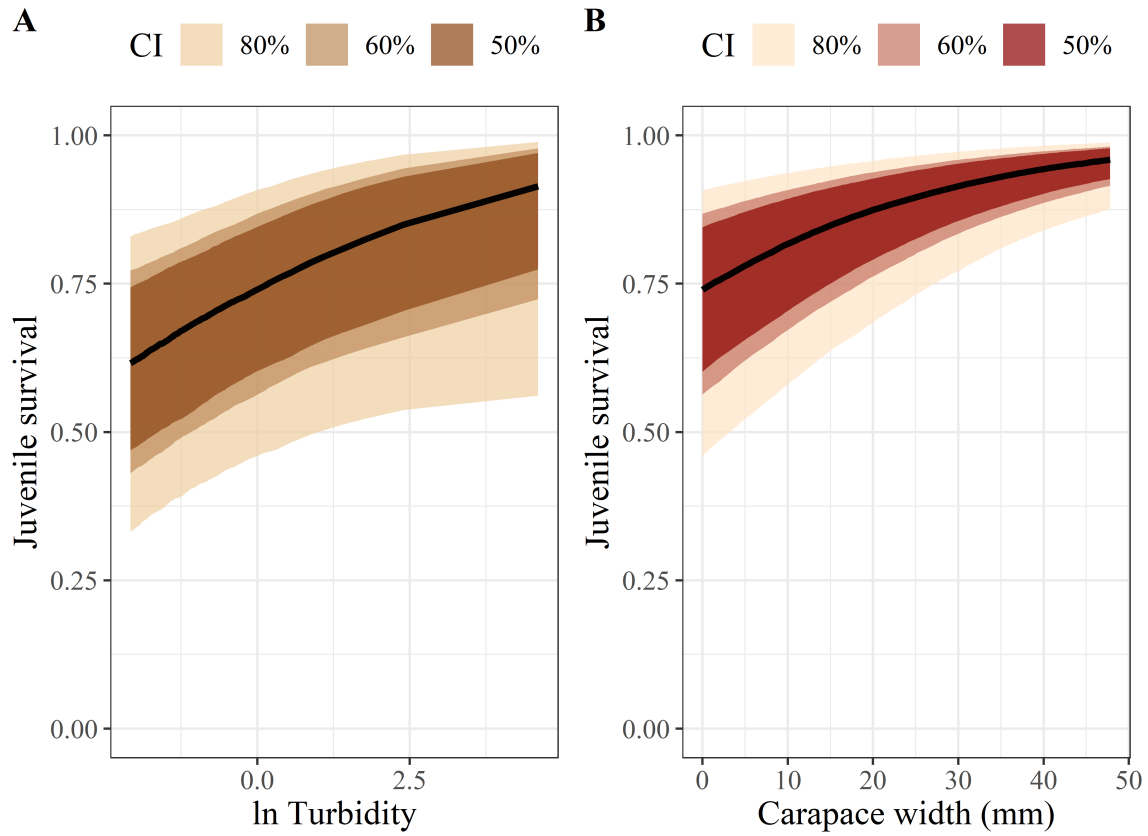 A
CI 80% 60% 50%
Juvenile survival
1.00
0.75
0.50
0.25
0.00
0.0 2.5
ln Turbidity
B
CI 80% 60% 50%
Juvenile survival
1.00
0.75
0.50
0.25
0.00
0 10 20 30 40 50
Carapace width (mm)